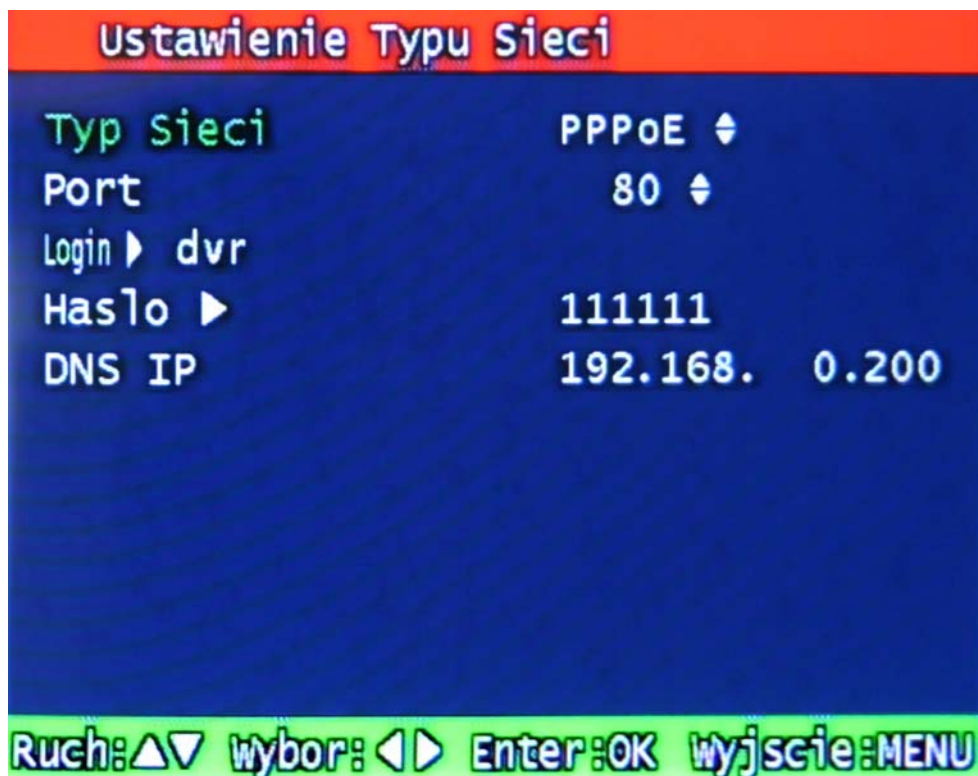 Ustawienie Typu Sieci
Typ Sieci PPPoE
Port 80
Login dvr
Haslo 111111
DNS IP 192.168. 0.200
Ruch:△▽ Wybor:◁▷ Enter:OK Wyjscie:MENU